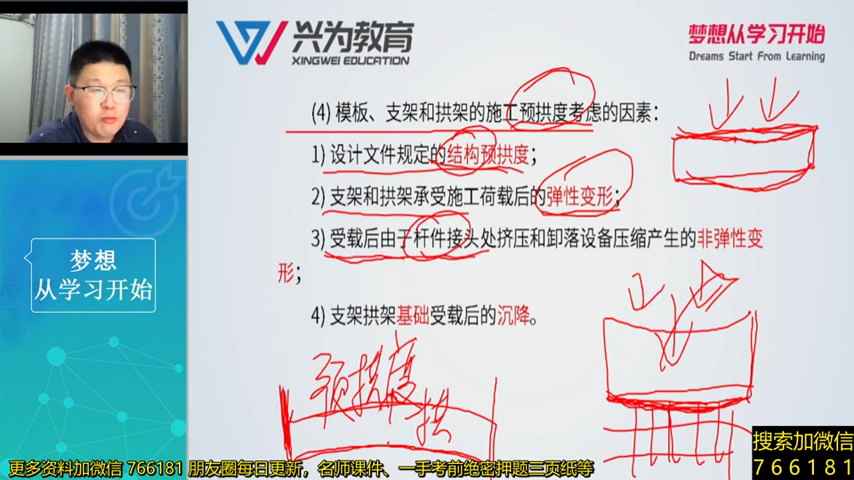 兴为教育
XINGWEI EDUCATION
梦想从学习开始
Dreams Start From Learning
(4) 模板、支架和拱架的施工预拱度考虑的因素：
1) 设计文件规定的结构预拱度；
2) 支架和拱架承受施工荷载后的弹性变形；
3) 受载后由于杆件接头处挤压和卸落设备压缩产生的非弹性变
形；
4) 支架拱架基础受载后的沉降。
梦想
从学习开始
预拱度
拱
更多资料加微信 766181 朋友圈每日更新，名师课件、一手考前绝密押题三页纸等
搜索加微信
766181